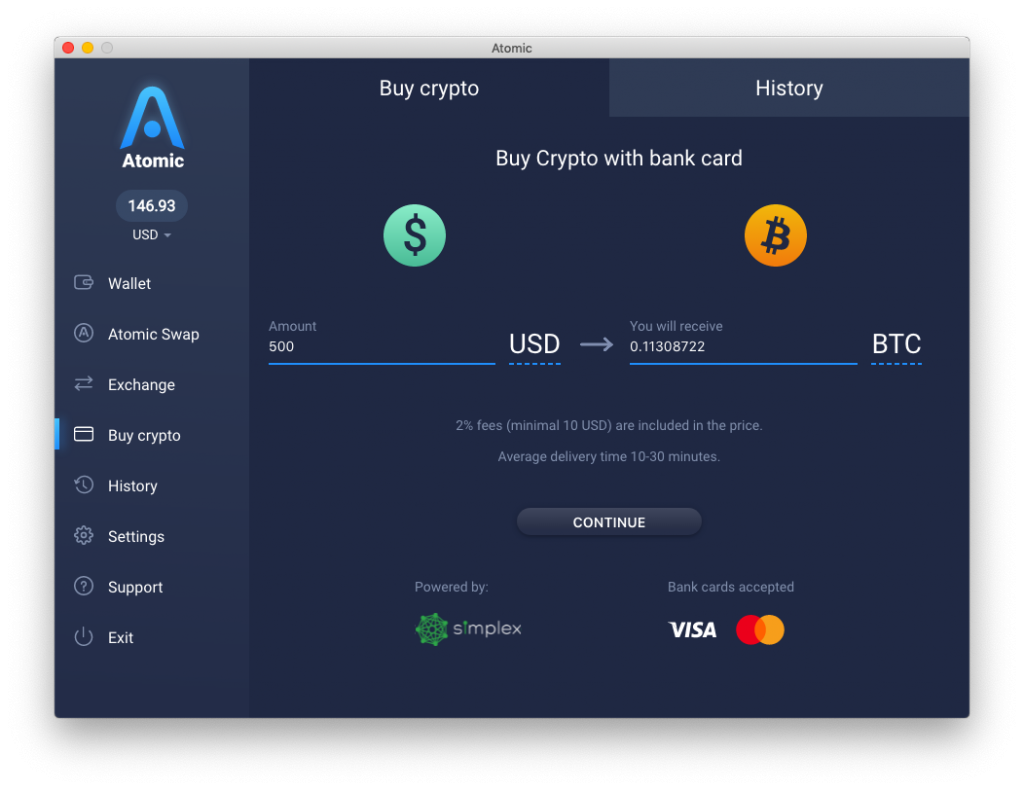 Atomic
Atomic
146.93
USD
Wallet
Atomic Swap
Exchange
Buy crypto
History
Settings
Support
Exit
Buy crypto
History
Buy Crypto with bank card
Amount
500
USD
You will receive
0.11308722
BTC
2% fees (minimal 10 USD) are included in the price.
Average delivery time 10-30 minutes.
CONTINUE
Powered by:
simplex
Bank cards accepted
VISA